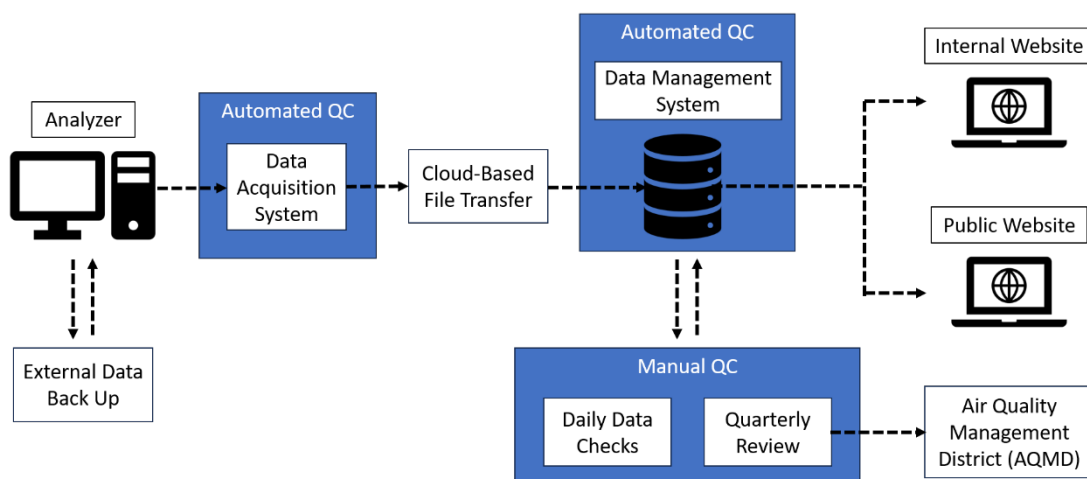 Analyzer
External Data
Back Up
Automated QC
Data
Acquisition
System
Cloud-Based
File Transfer
Automated QC
Data Management
System
Manual QC
Daily Data
Checks
Quarterly
Review
Internal Website
Public Website
Air Quality
Management
District (AQMD)